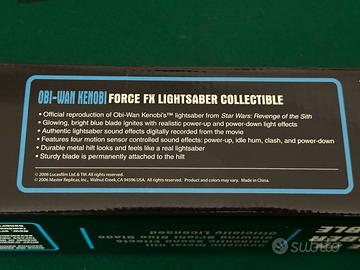 OBI-WAN KENOBI FORCE FX LIGHTSABER COLLECTIBLE
• Official reproduction of Obi-Wan Kenobi's™ lightsaber from Star Wars: Revenge of the Sith
• Glowing, bright blue blade ignites with realistic power-up and power-down light effects
• Authentic lightsaber sound effects digitally recorded from the movie
• Features four motion sensor controlled sound effects: power-up, idle hum, clash, and power-down
• Durable metal hilt looks and feels like a real lightsaber
• Sturdy blade is permanently attached to the hilt
© 2006 Lucasfilm Ltd. & TM. All rights reserved.
© 2006 Master Replicas, Inc., Walnut Creek, CA 94596 USA. All rights reserved. Product and colors may vary. Made in China.
subito